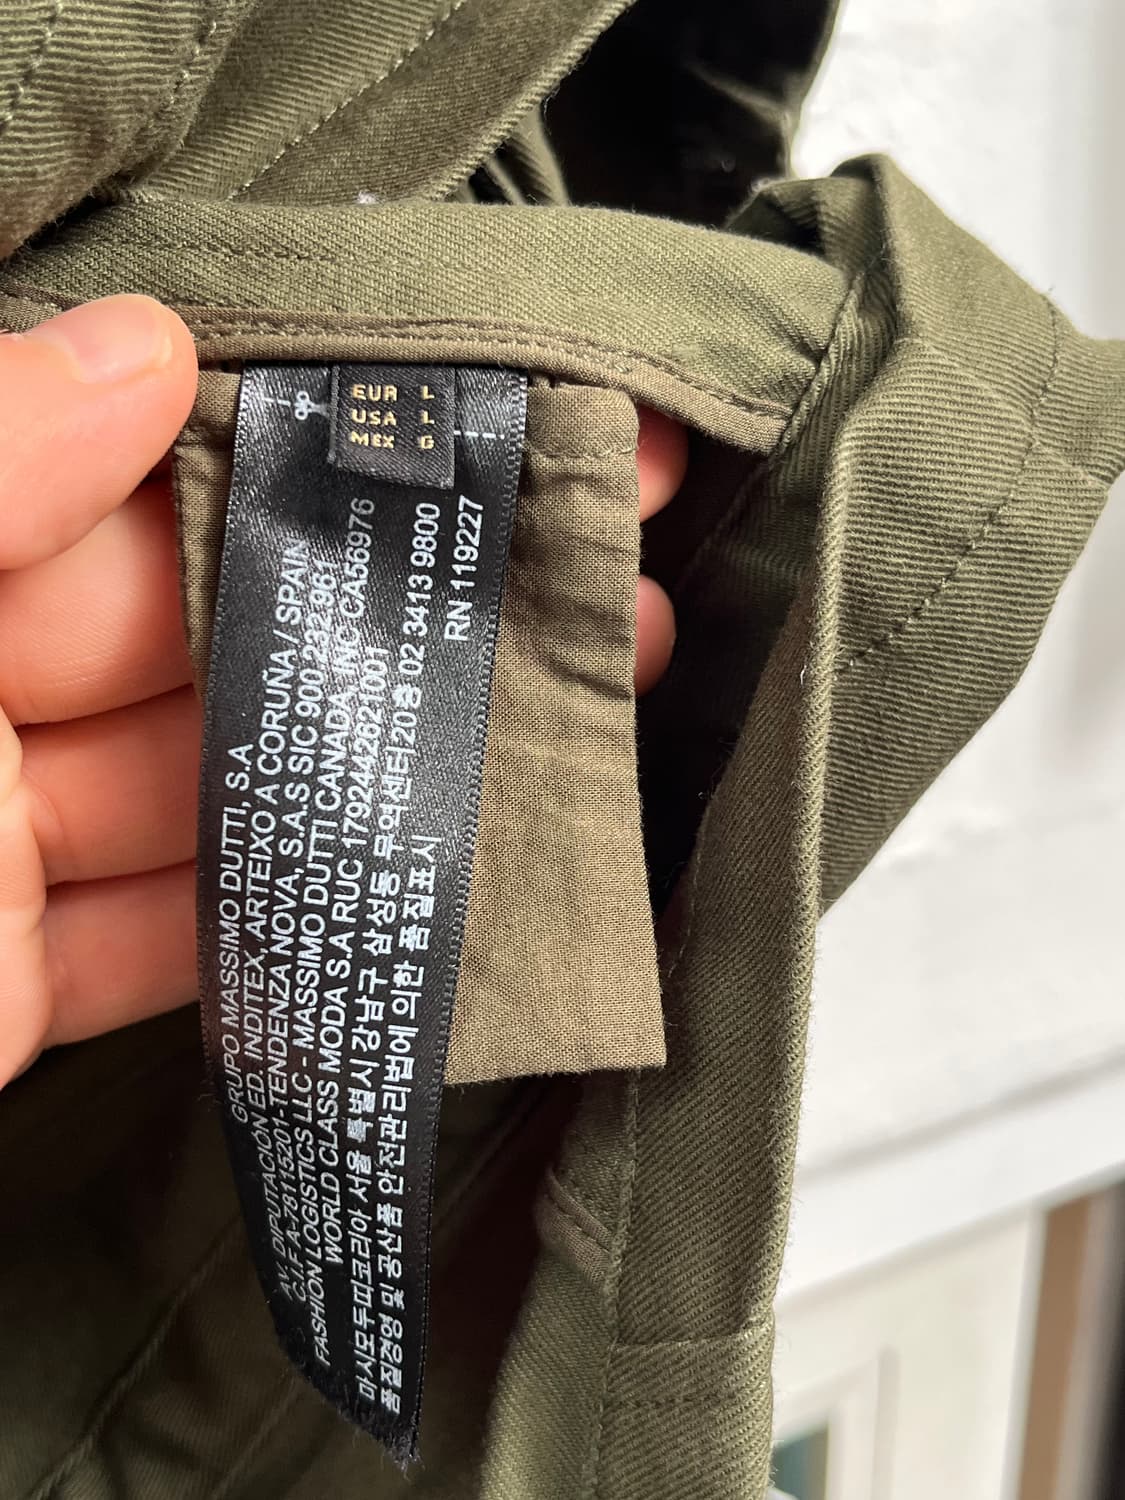 EUR L
USA L
MEX G
GRUPO MASSIMO DUTTI, S.A
AV. DIPUTACION ED. INDITEX, ARTEIXO A CORUNA / SPAIN
C.I.F A-78115201 TENDENZA NOVA, S.A.S SIC 900.232.961
FASHION LOGISTICS LLC - MASSIMO DUTTI CANADA, INC CA56976
WORLD CLASS MODA S.A RUC 1792442621001
마시모두띠코리아 서울 특별시 강남구 삼성동 무역센터20층 02 3413 9800
품질경영 및 공산품 안전관리법에 의한 품질표시
RN 119227